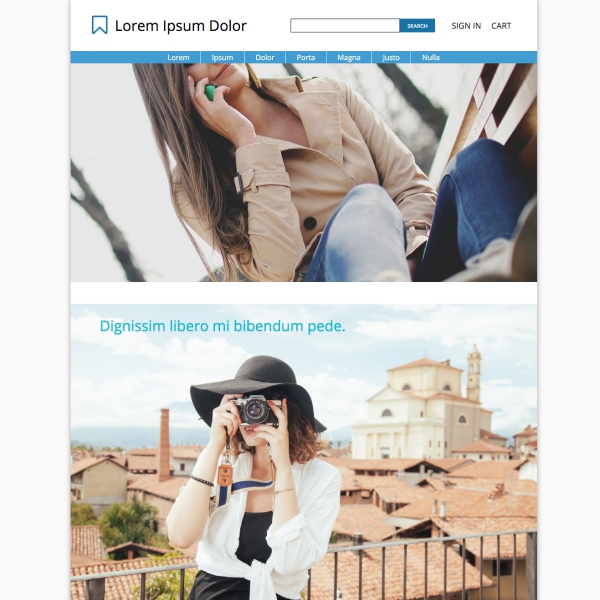 Lorem Ipsum Dolor
SEARCH
SIGN IN CART
Lorem Ipsum Dolor Porta Magna Justo Nulla
Dignissim libero mi bibendum pede.